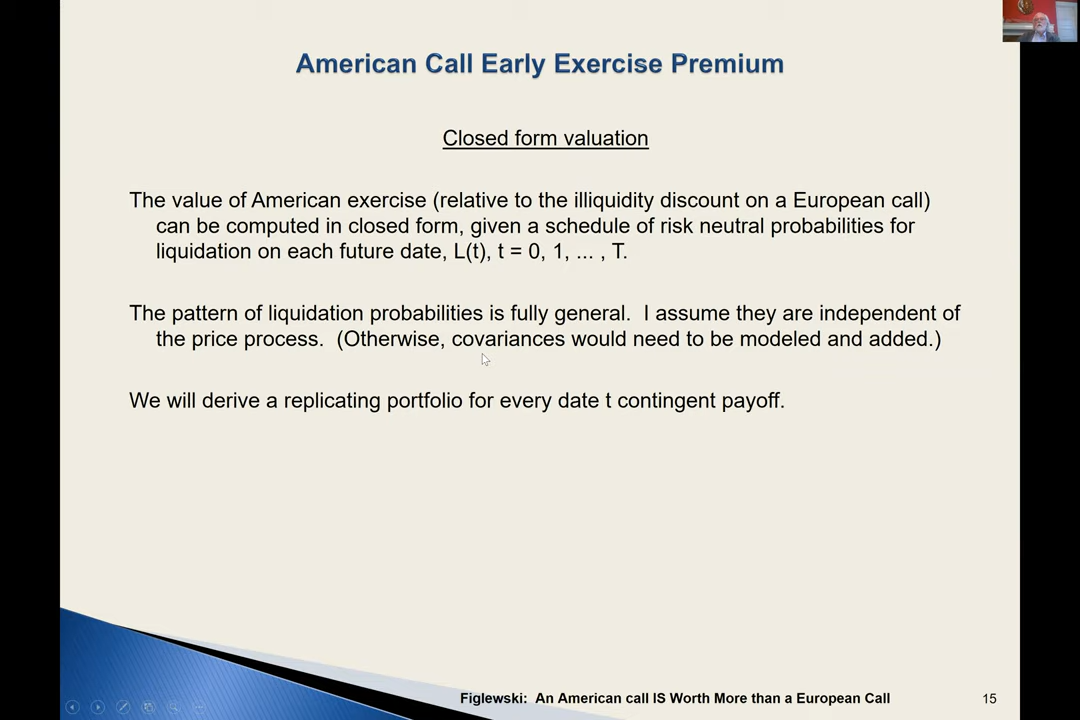 American Call Early Exercise Premium
Closed form valuation
The value of American exercise (relative to the illiquidity discount on a European call)
can be computed in closed form, given a schedule of risk neutral probabilities for
liquidation on each future date, L(t), t = 0, 1, ... , T.
The pattern of liquidation probabilities is fully general.  I assume they are independent of
the price process.  (Otherwise, covariances would need to be modeled and added.)
We will derive a replicating portfolio for every date t contingent payoff.
Figlewski:  An American call IS Worth More than a European Call
15